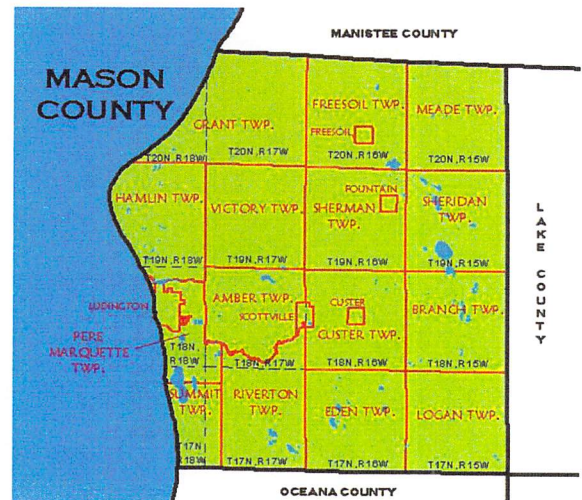 MANISTEE COUNTY
MASON
COUNTY
FREESOIL TWP.
MEADE TWP.
GRANT TWP.
FREESOIL
T20N,R18W
T20N,R17W
T20N,R16W
T20N,R15W
FOUNTAIN
HAMLIN TWP.
VICTORY TWP.
SHERMAN
TWP.
SHERIDAN
TWP.
LAKE COUNTY
T19N,R18W
T19N,R17W
T19N,R16W
T19N,R15W
LUDINGTON
AMBER TWP.
SCOTTVILLE
CUSTER
CUSTER TWP.
BRANCH TWP.
PERE
MARQUETTE
TWP.
T18N,
R18W
T18N,R17W
T18N,R16W
T18N,R15W
SUMMIT
TWP.
RIVERTON
TWP.
EDEN TWP.
LOGAN TWP.
T17N
R18W
T17N,R17W
T17N,R16W
T17N,R15W
OCEANA COUNTY